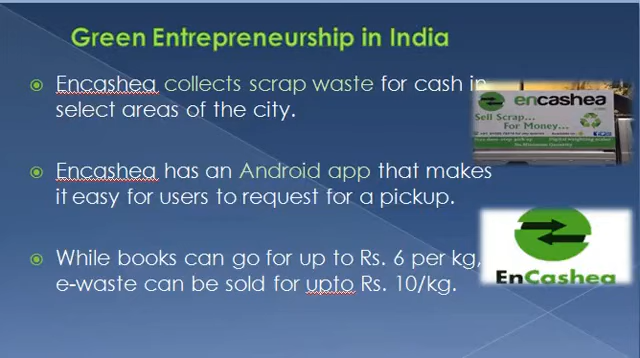 Green Entrepreneurship in India
Encashea collects scrap waste for cash in
select areas of the city.
Encashea has an Android app that makes
it easy for users to request for a pickup.
While books can go for up to Rs. 6 per kg,
e-waste can be sold for upto Rs. 10/kg.
encashea
Sell Scrap...
For Money...
EnCashea